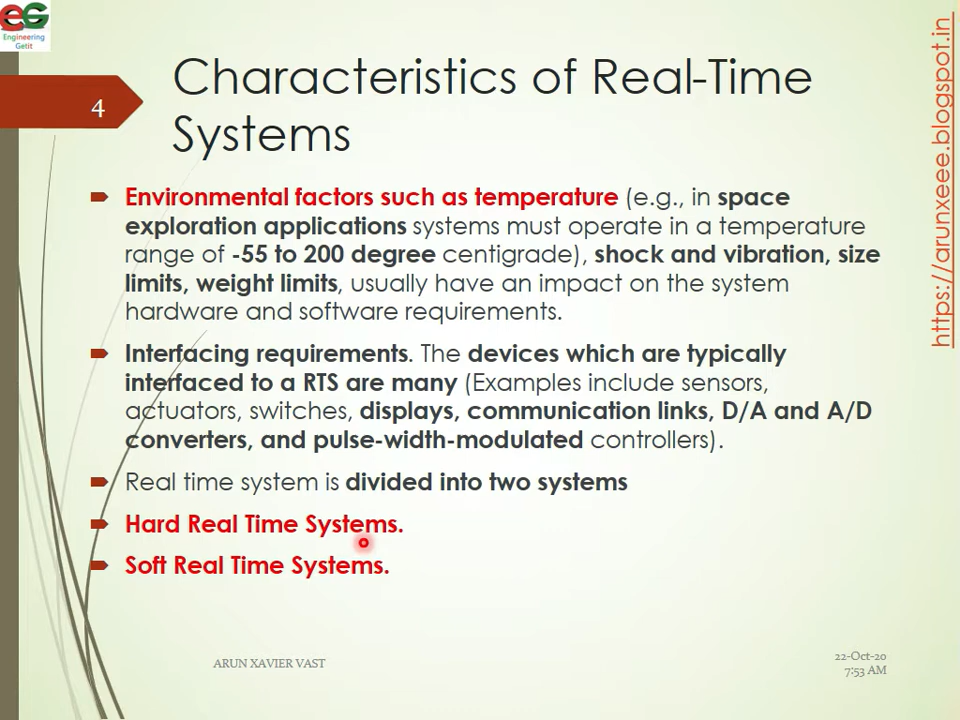 EG
Engineering
Getit
4
Characteristics of Real-Time
Systems
https://arunxeee.blogspot.in
Environmental factors such as temperature (e.g., in space
exploration applications systems must operate in a temperature
range of -55 to 200 degree centigrade), shock and vibration, size
limits, weight limits, usually have an impact on the system
hardware and software requirements.
Interfacing requirements. The devices which are typically
interfaced to a RTS are many (Examples include sensors,
actuators, switches, displays, communication links, D/A and A/D
converters, and pulse-width-modulated controllers).
Real time system is divided into two systems
Hard Real Time Systems.
Soft Real Time Systems.
ARUN XAVIER VAST
22-Oct-20
7:53 AM